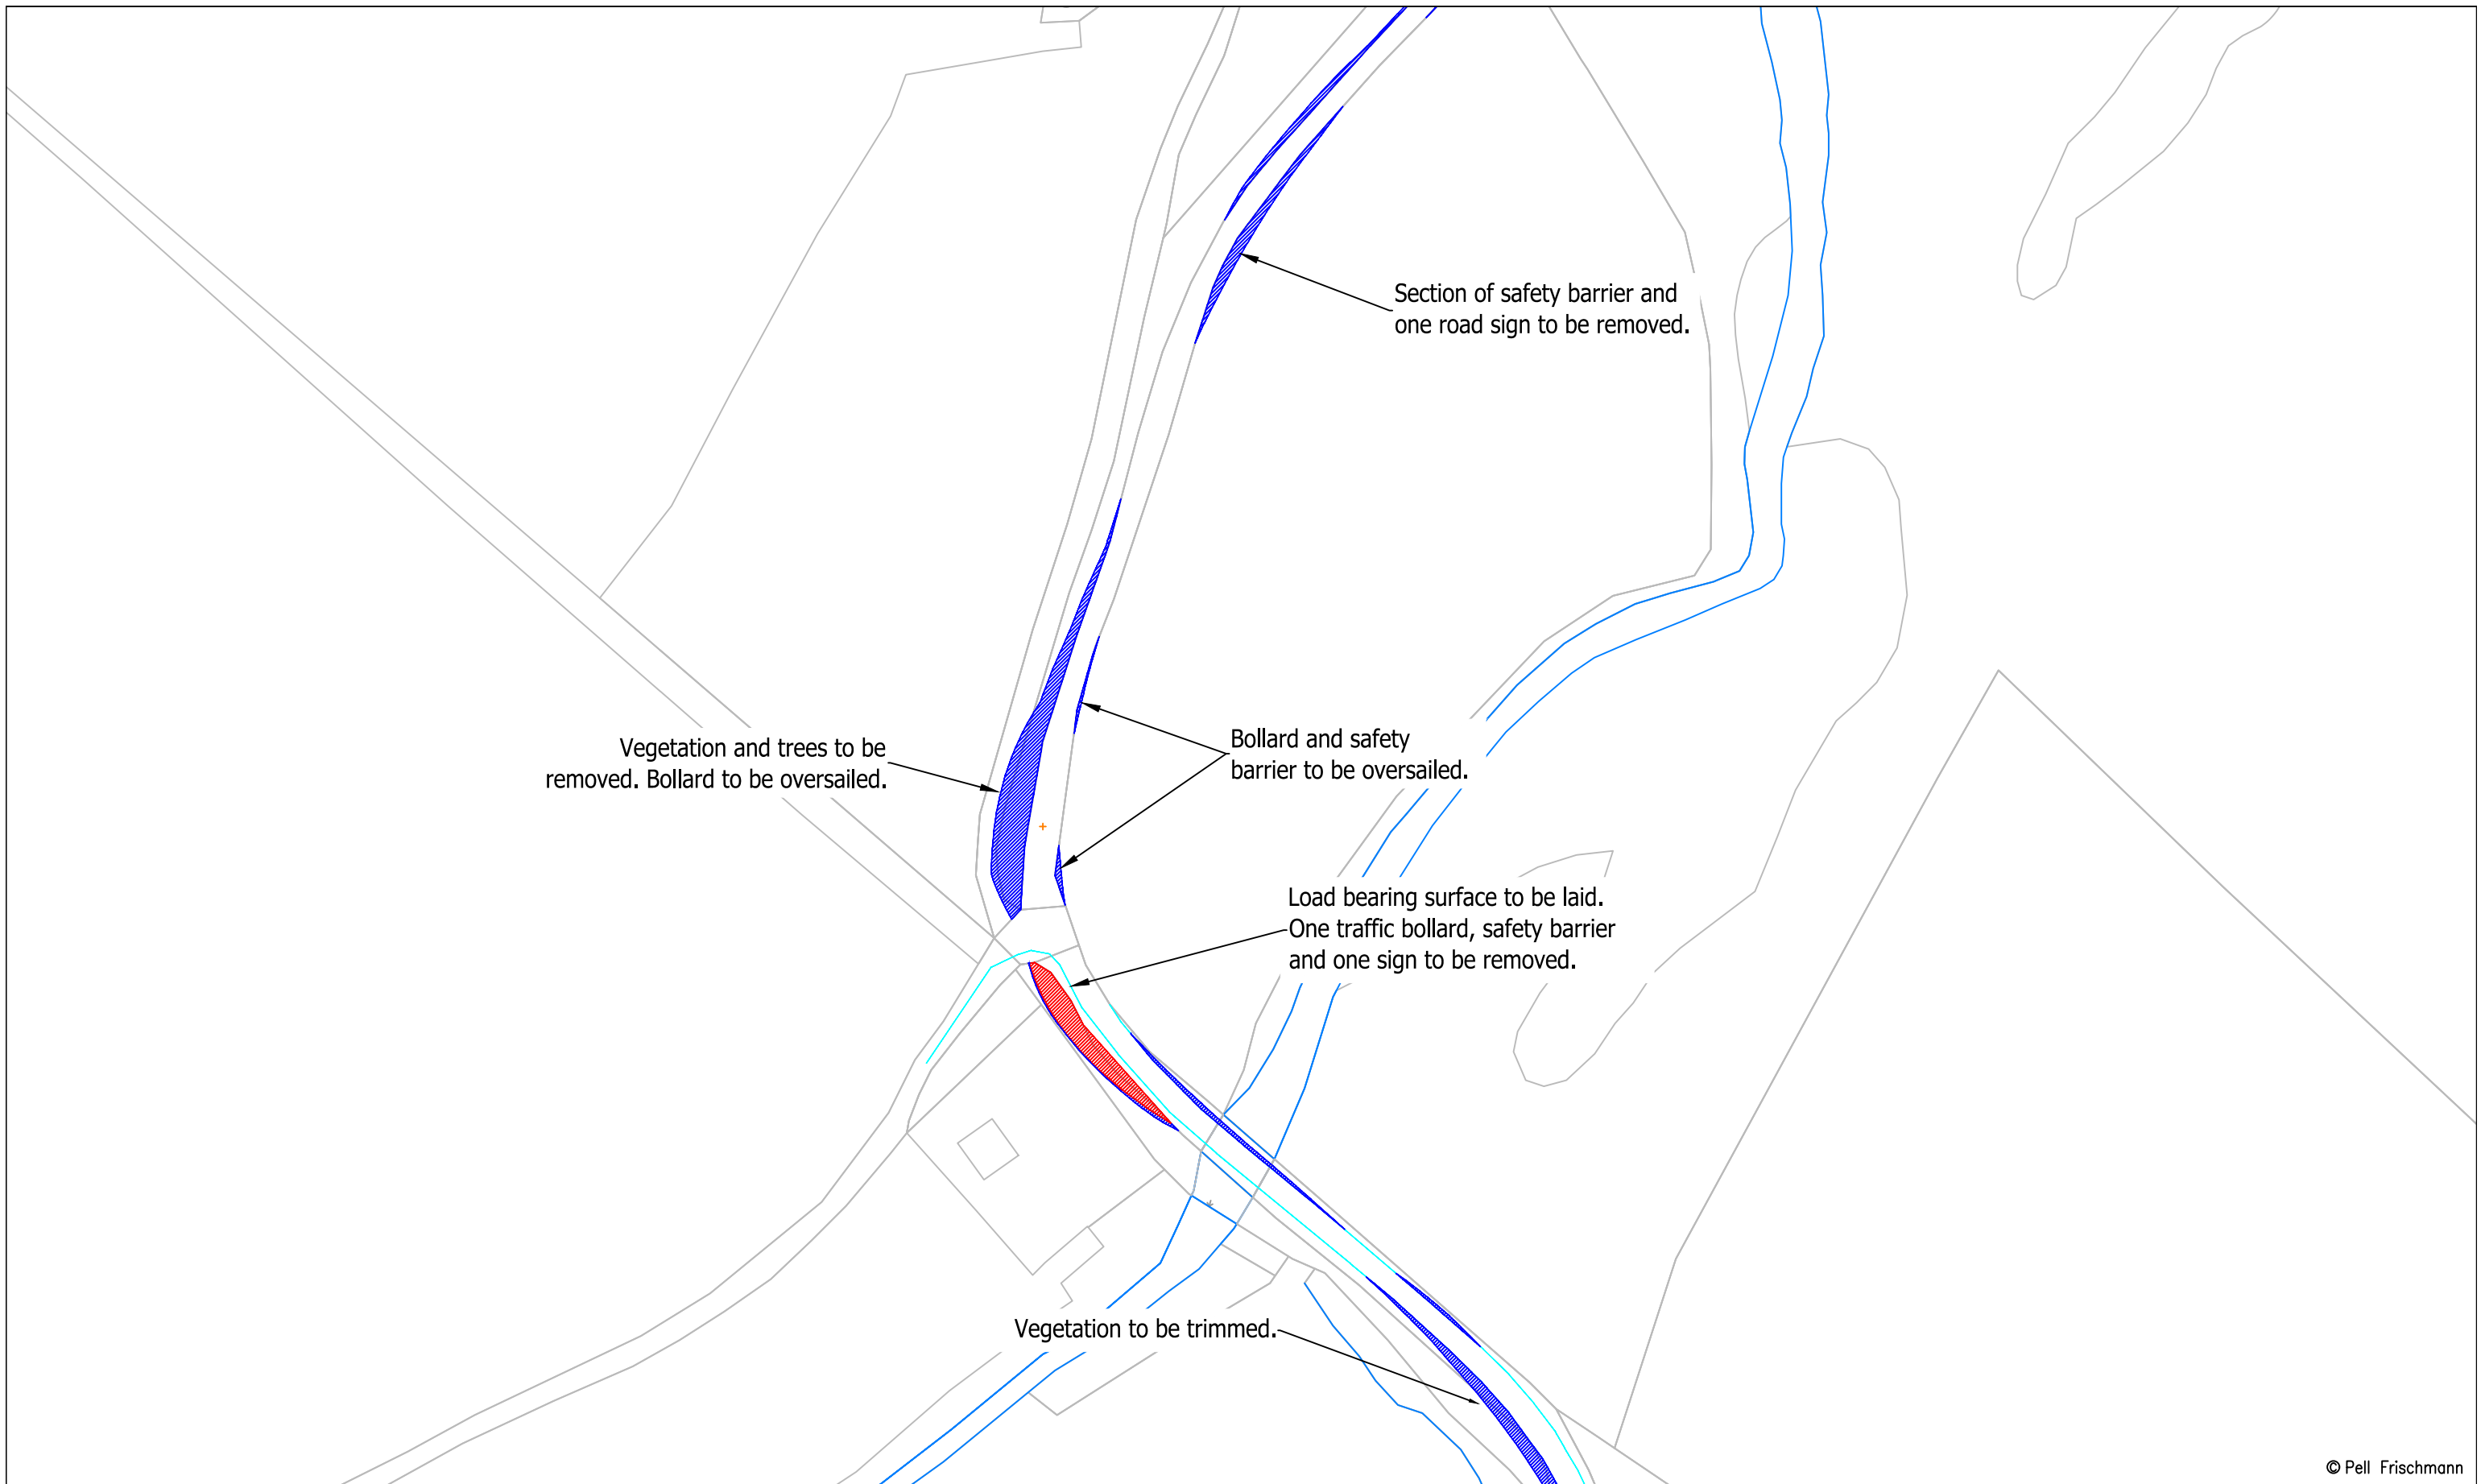 Section of safety barrier and
one road sign to be removed.
Vegetation and trees to be
removed. Bollard to be oversailed.
Bollard and safety
barrier to be oversailed.
Load bearing surface to be laid.
One traffic bollard, safety barrier
and one sign to be removed.
Vegetation to be trimmed.
© Pell Frischmann